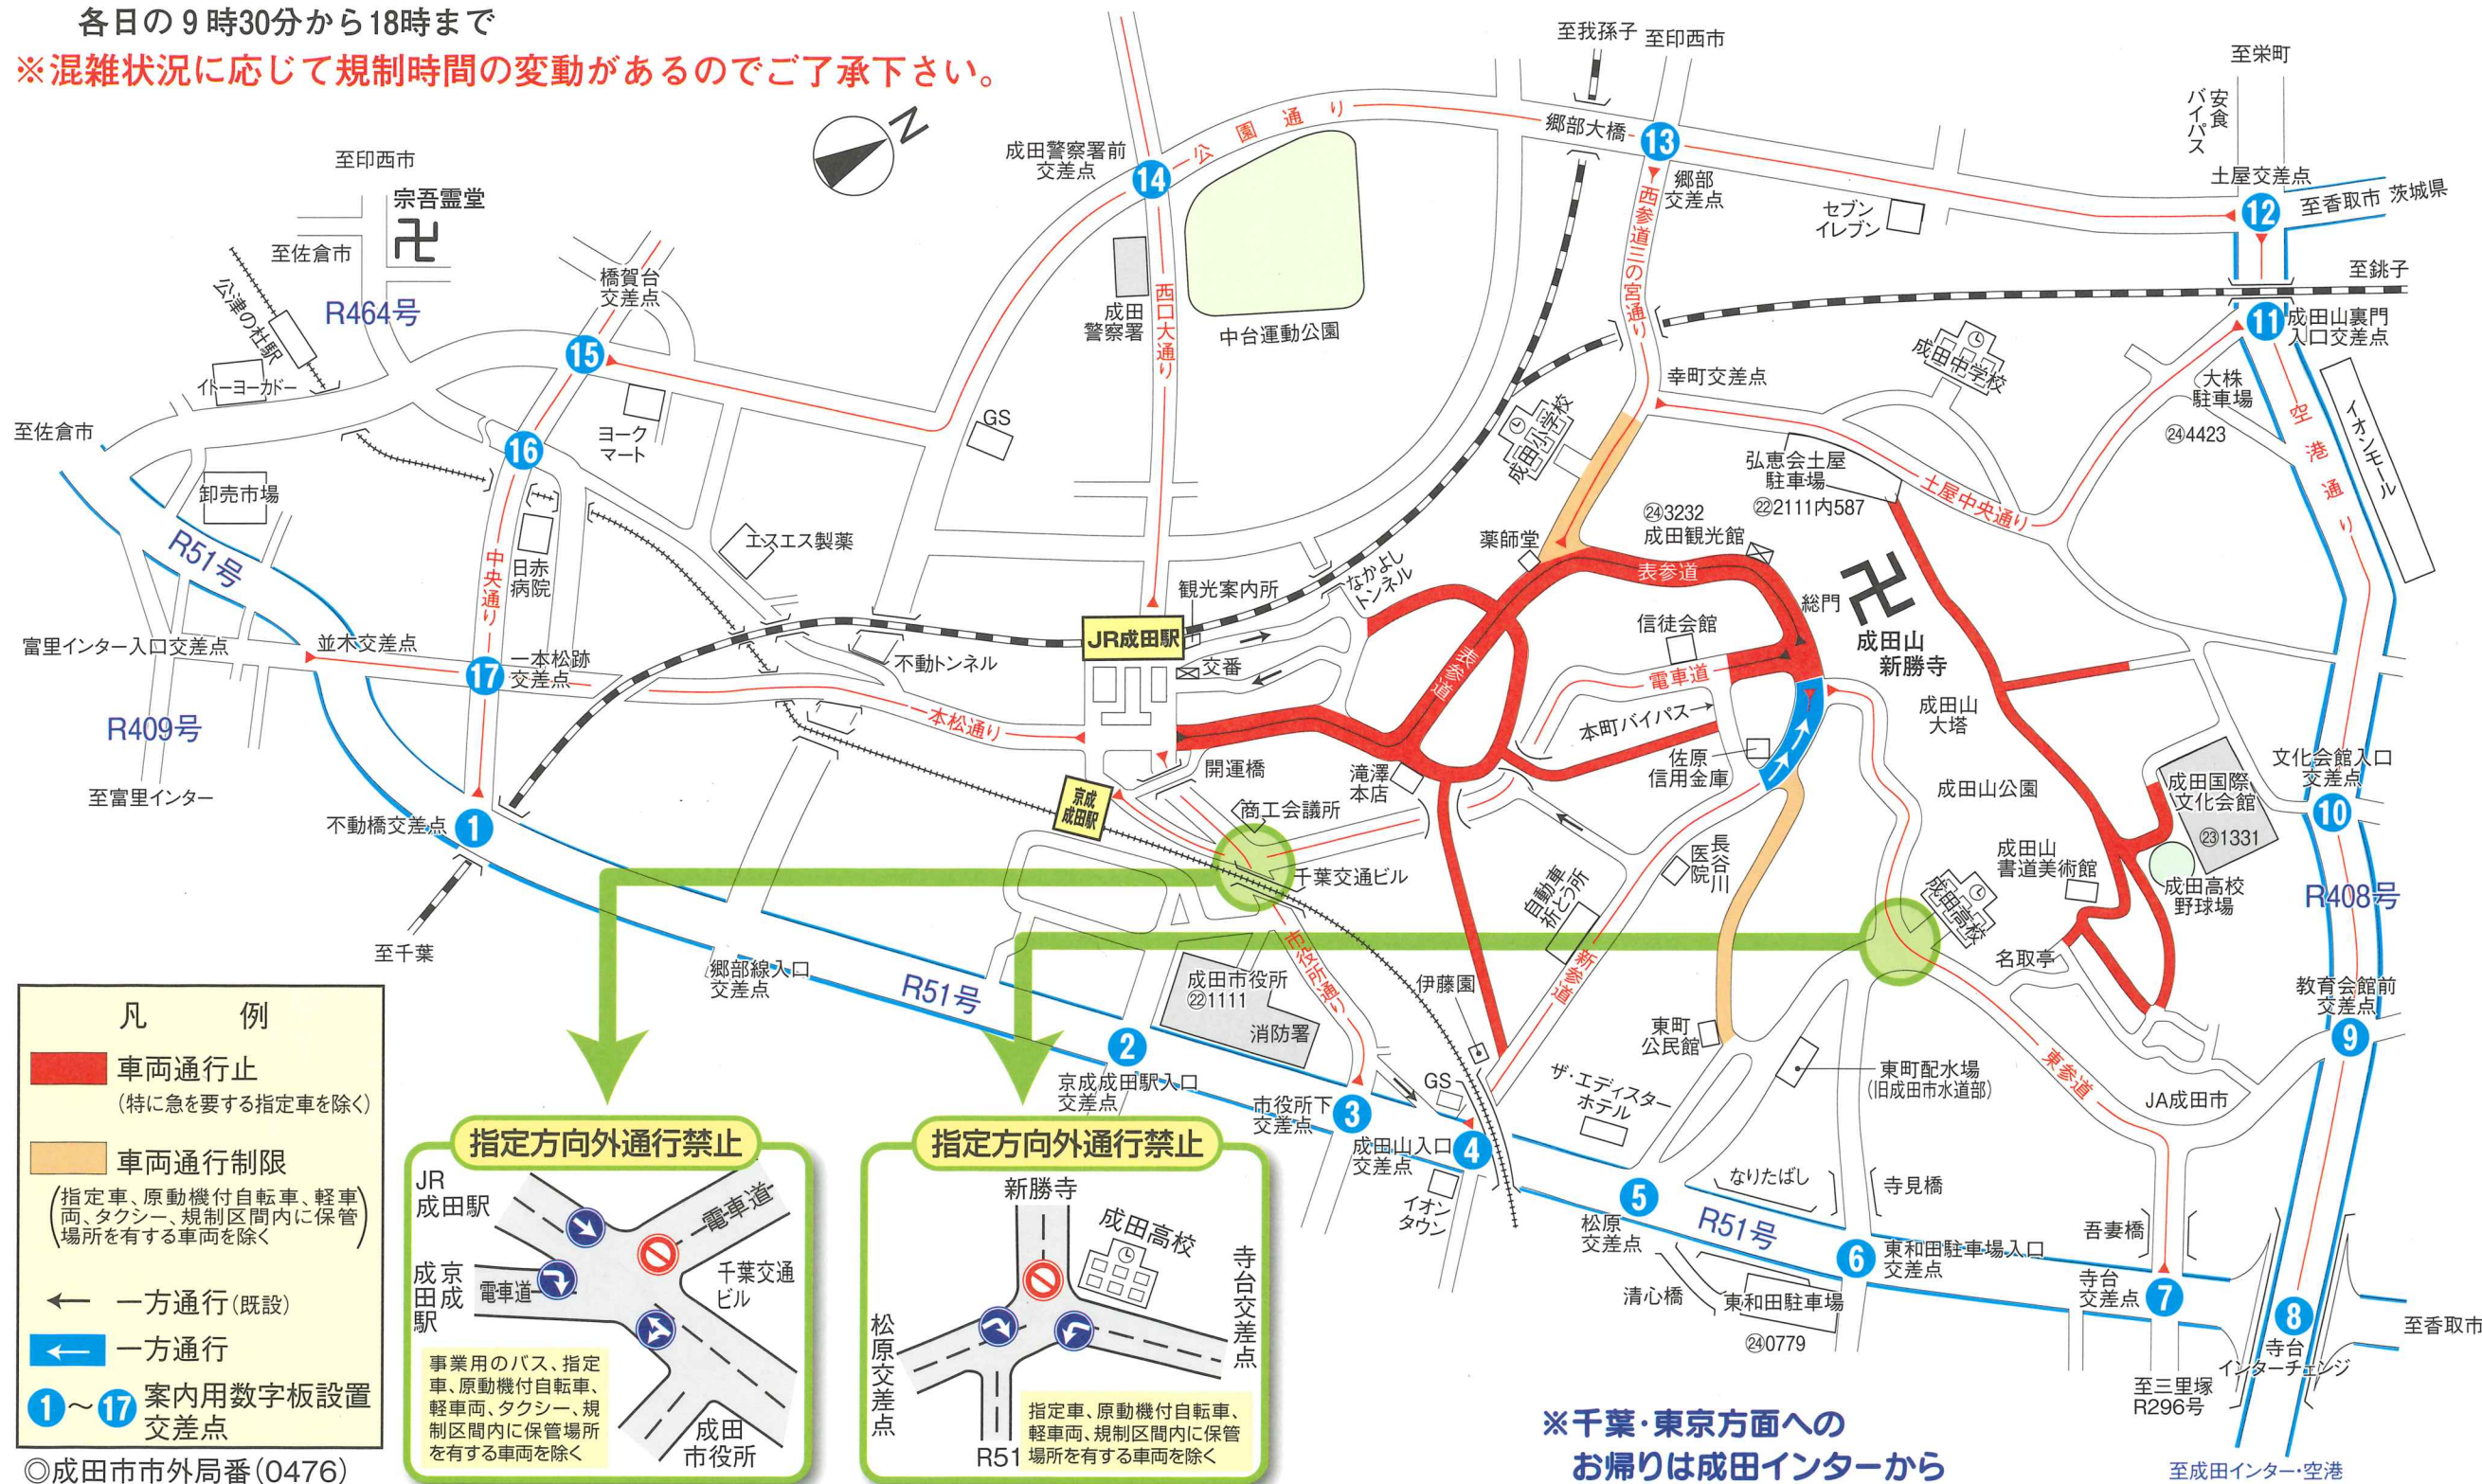 各日の9時30分から18時まで
※混雑状況に応じて規制時間の変動があるのでご了承下さい。
N
至我孫子
至印西市
至栄町
安食
バイパス
至印西市
宗吾霊堂
至佐倉市
公津の杜駅
R464号
イトーヨーカドー
至佐倉市
卸売市場
R51号
富里インター入口交差点
並木交差点
R409号
至富里インター
橋賀台
交差点
15
16
ヨーク
マート
中央通り
日赤
病院
17
一本松跡
交差点
不動橋交差点
1
至千葉
成田警察署前
交差点
14
公園通り
成田
警察署
西口大通り
中台運動公園
GS
エスエス製薬
郷部大橋
13
郷部
交差点
西参道三の宮通り
セブン
イレブン
土屋交差点
12
至香取市 茨城県
至銚子
11
成田山裏門
入口交差点
成田中学校
大株
駐車場
㉔4423
空港通り
イオンモール
幸町交差点
成田小学校
弘恵会土屋
駐車場
㉒2111内587
土屋中央通り
㉔3232
成田観光館
薬師堂
表参道
総門
成田山
新勝寺
信徒会館
電車道
本町バイパス
佐原
信用金庫
成田山
大塔
成田山公園
観光案内所
なかよし
トンネル
JR成田駅
交番
不動トンネル
一本松通り
表参道
開運橋
滝澤
本店
京成
成田駅
商工会議所
千葉交通ビル
長谷川
医院
自動車
祈とう所
新参道
成田国際
文化会館
㉓1331
文化会館入口
交差点
10
成田山
書道美術館
成田高校
野球場
R408号
成田高校
名取亭
教育会館前
交差点
9
郷部線入口
交差点
R51号
成田市役所
㉒1111
消防署
市役所通り
伊藤園
東町
公民館
2
京成成田駅入口
交差点
市役所下
交差点
3
GS
成田山入口
交差点
4
イオン
タウン
ザ・エディスター
ホテル
東町配水場
(旧成田市水道部)
東参道
JA成田市
なりたばし
寺見橋
5
松原
交差点
R51号
6
東和田駐車場入口
交差点
吾妻橋
清心橋
東和田駐車場
㉔0779
寺台
交差点
7
8
寺台
インターチェンジ
至香取市
至三里塚
R296号
至成田インター・空港
凡 例
車両通行止
(特に急を要する指定車を除く)
車両通行制限
(指定車、原動機付自転車、軽車
両、タクシー、規制区間内に保管
場所を有する車両を除く)
一方通行(既設)
一方通行
1～17 案内用数字板設置
交差点
◎成田市市外局番(0476)
指定方向外通行禁止
JR
成田駅
電車道
京成
成田駅
電車道
千葉交通
ビル
事業用のバス、指定
車、原動機付自転車、
軽車両、タクシー、規
制区間内に保管場所
を有する車両を除く
成田
市役所
指定方向外通行禁止
新勝寺
成田高校
寺台交差点
松原交差点
R51
指定車、原動機付自転車、
軽車両、規制区間内に保管
場所を有する車両を除く
※千葉・東京方面への
お帰りは成田インターから